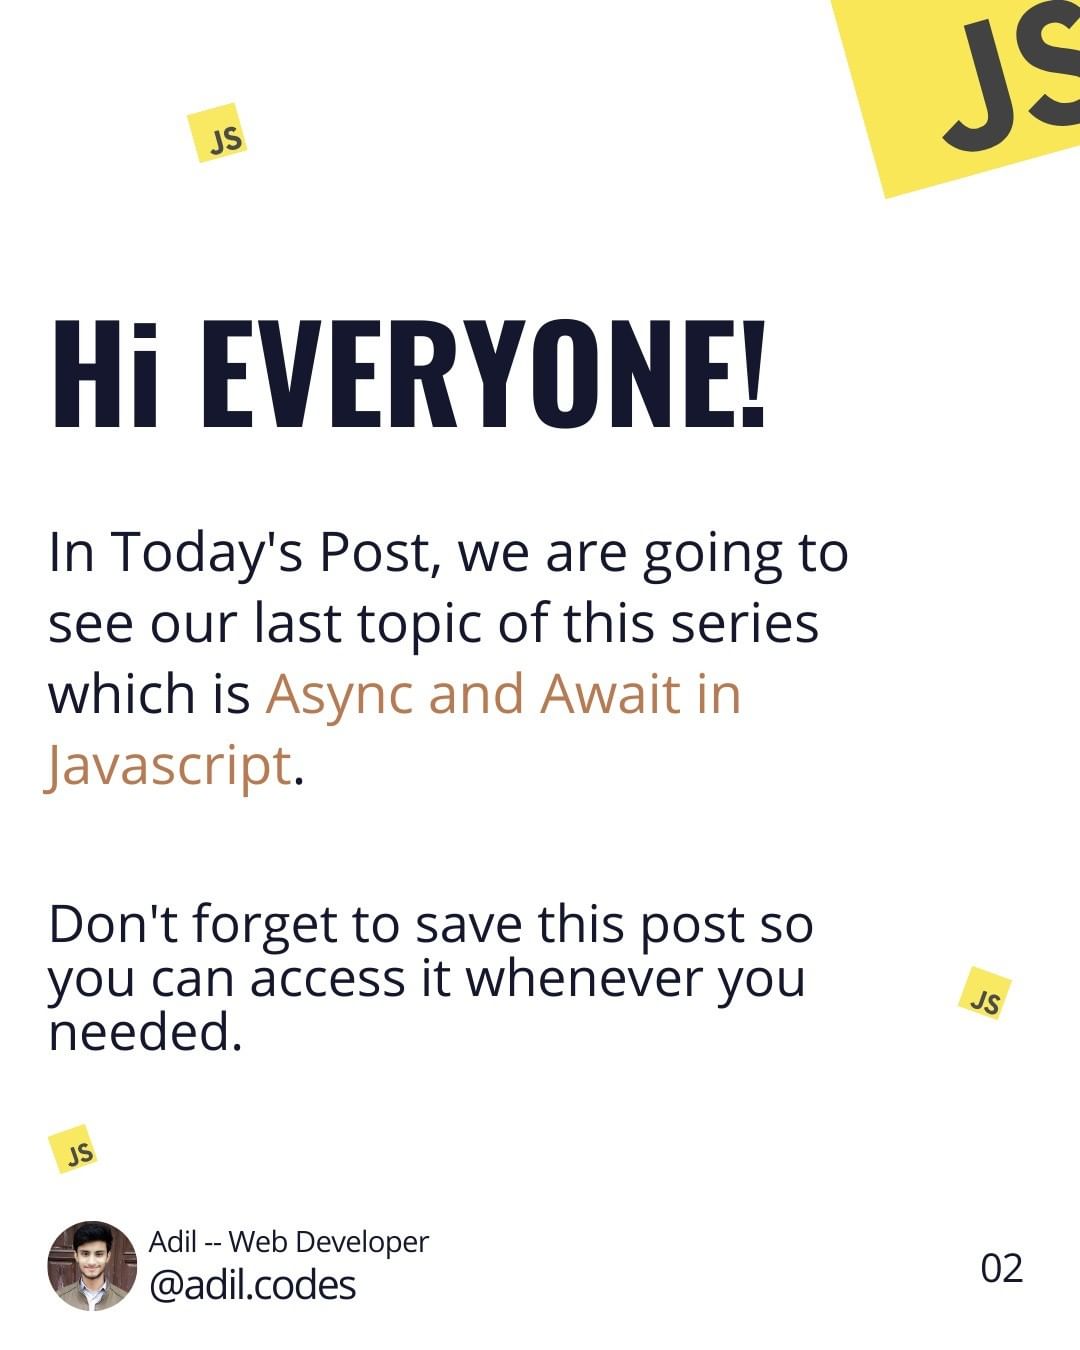 JS
JS
Hi EVERYONE!
In Today's Post, we are going to
see our last topic of this series
which is Async and Await in
Javascript.
Don't forget to save this post so
you can access it whenever you
needed.
JS
JS
Adil -- Web Developer
@adil.codes
02